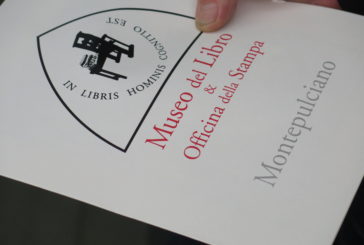 IN LIBRIS HOMINIS COGNITIO EST
Museo del Libro
&
Officina della Stampa
Montepulciano